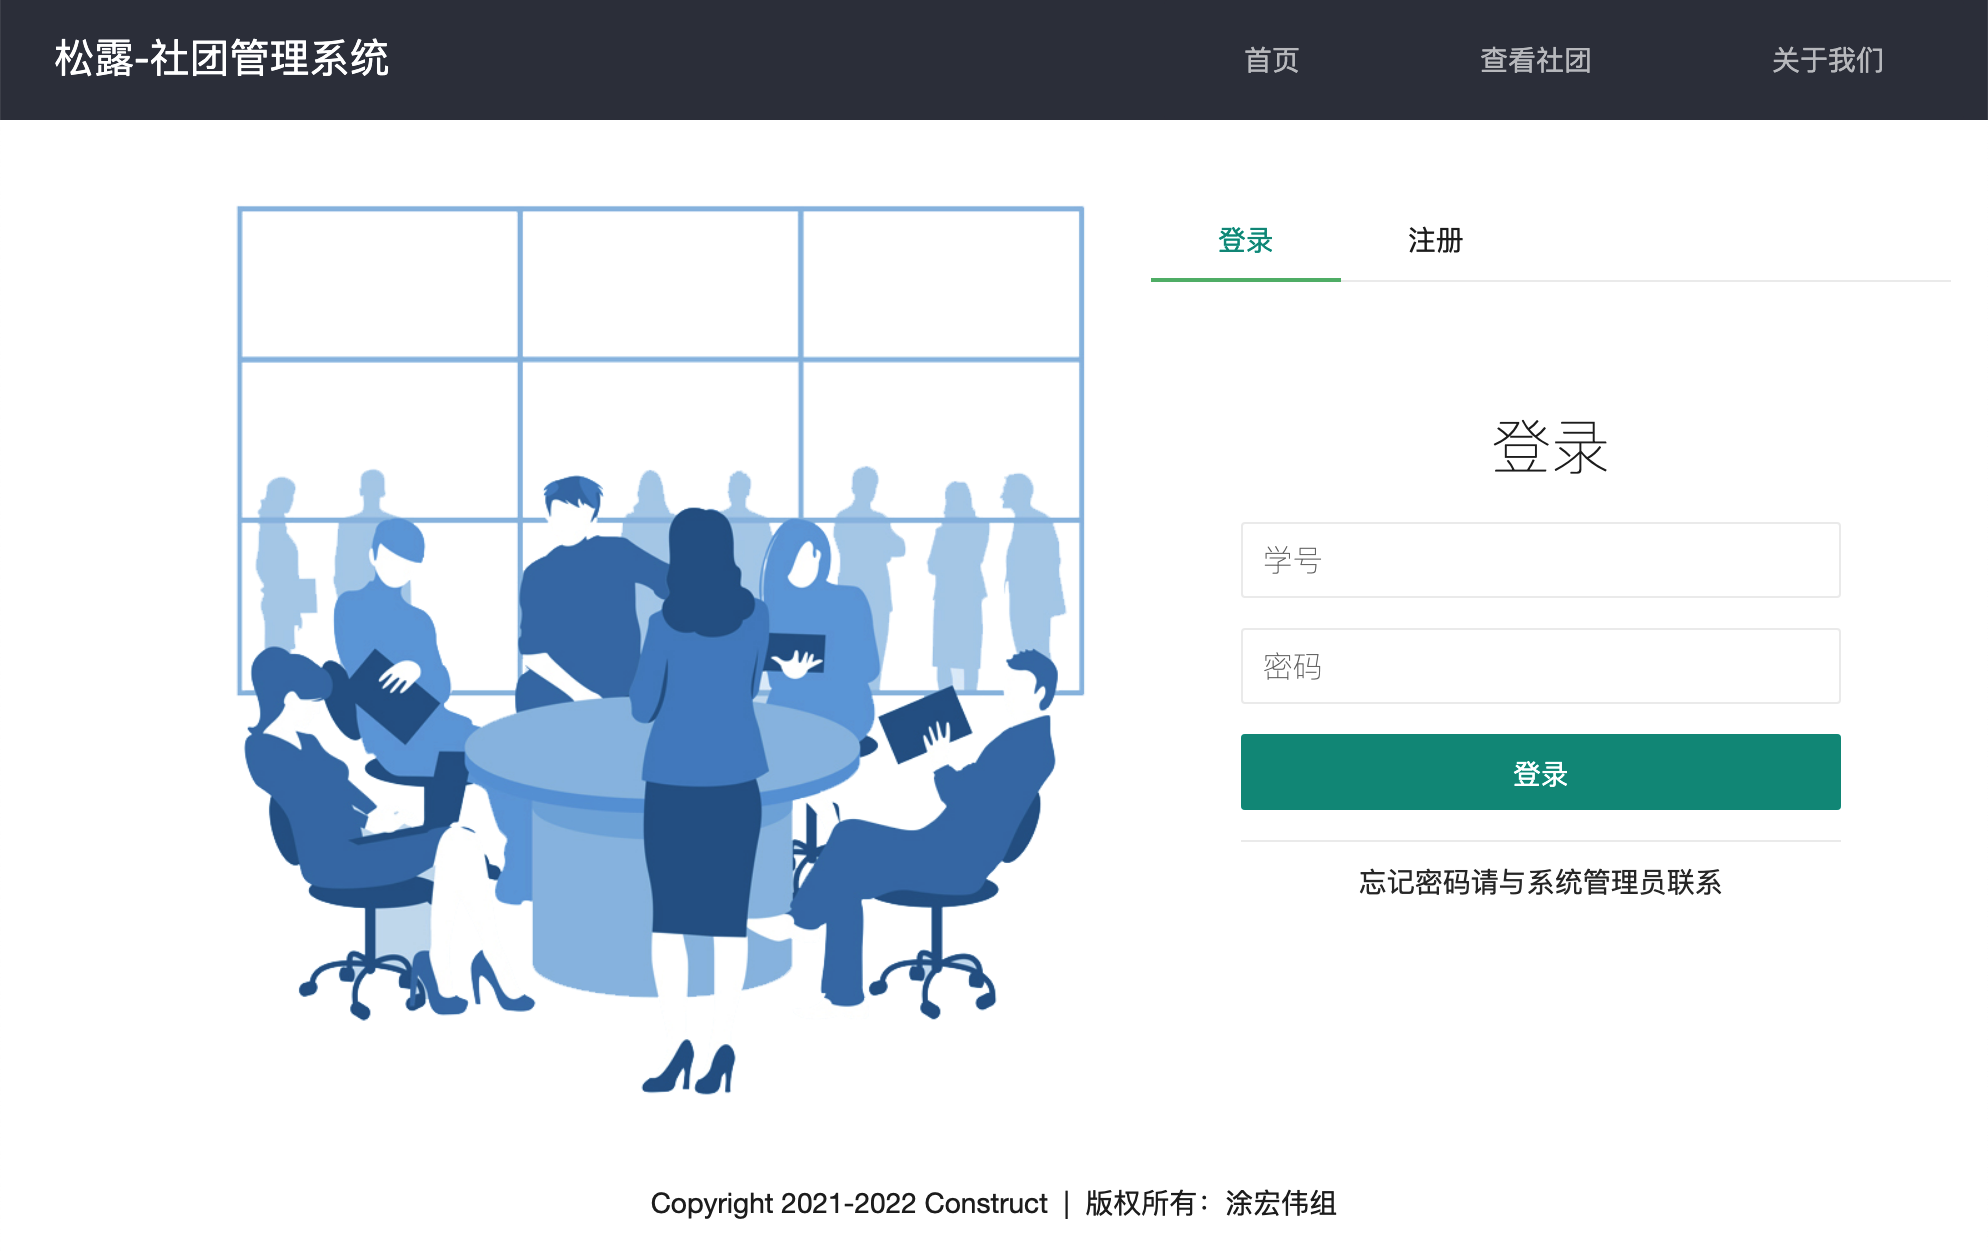 松露-社团管理系统
首页
查看社团
关于我们
登录
注册
登录
学号
密码
登录
忘记密码请与系统管理员联系
Copyright 2021-2022 Construct | 版权所有：涂宏伟组